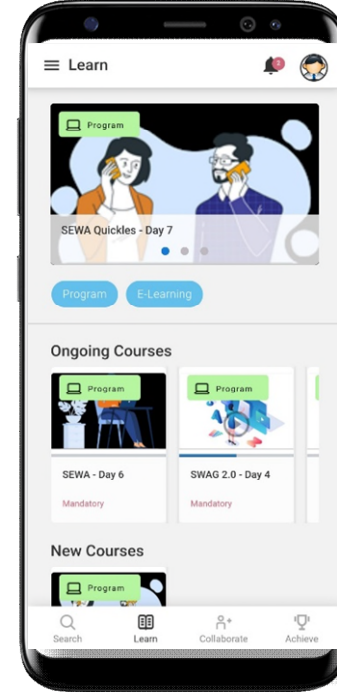 Learn
2
Program
SEWA Quickles - Day 7
Program E-Learning
Ongoing Courses
Program Program
SEWA - Day 6 SWAG 2.0 - Day 4
Mandatory Mandatory
New Courses
Program
Search Learn Collaborate Achieve